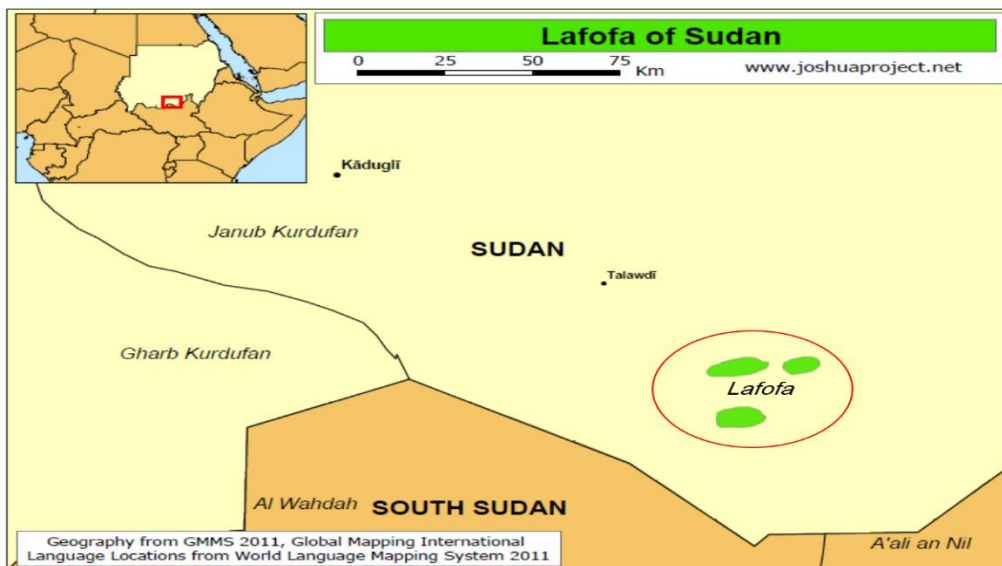 Lafofa of Sudan
0 25 50 75 Km
www.joshuaproject.net
Kāduglī
Janub Kurdufan
SUDAN
Talawdī
Gharb Kurdufan
Lafofa
Al Wahdah
SOUTH SUDAN
A'ali an Nil
Geography from GMMS 2011, Global Mapping International
Language Locations from World Language Mapping System 2011